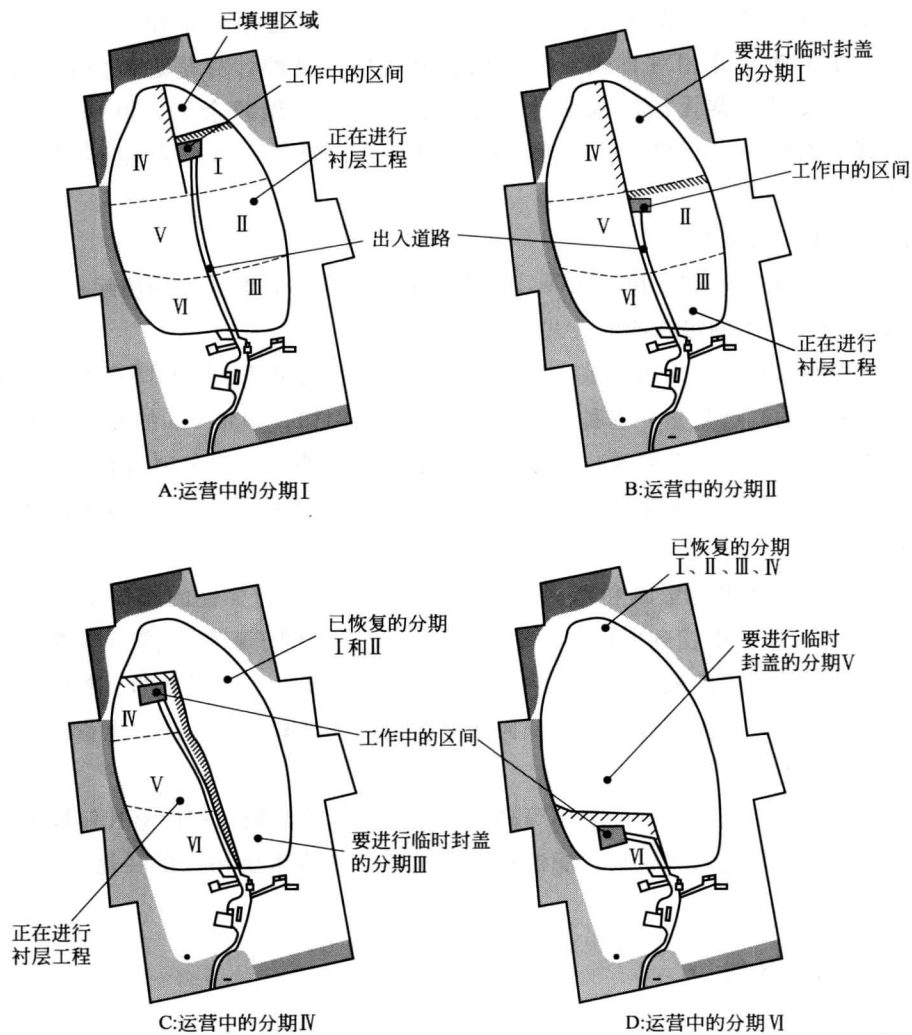 已填埋区域
工作中的区间
正在进行
衬层工程
Ⅳ
Ⅰ
Ⅴ
Ⅱ
Ⅵ
Ⅲ
出入道路
A:运营中的分期Ⅰ
要进行临时封盖
的分期Ⅰ
Ⅳ
工作中的区间
Ⅴ
Ⅱ
Ⅵ
Ⅲ
正在进行
衬层工程
B:运营中的分期Ⅱ
已恢复的分期
Ⅰ和Ⅱ
Ⅳ
工作中的区间
Ⅴ
Ⅵ
要进行临时封盖
的分期Ⅲ
正在进行
衬层工程
C:运营中的分期Ⅳ
已恢复的分期
Ⅰ、Ⅱ、Ⅲ、Ⅳ
要进行临时
封盖的分期Ⅴ
Ⅵ
D:运营中的分期Ⅵ